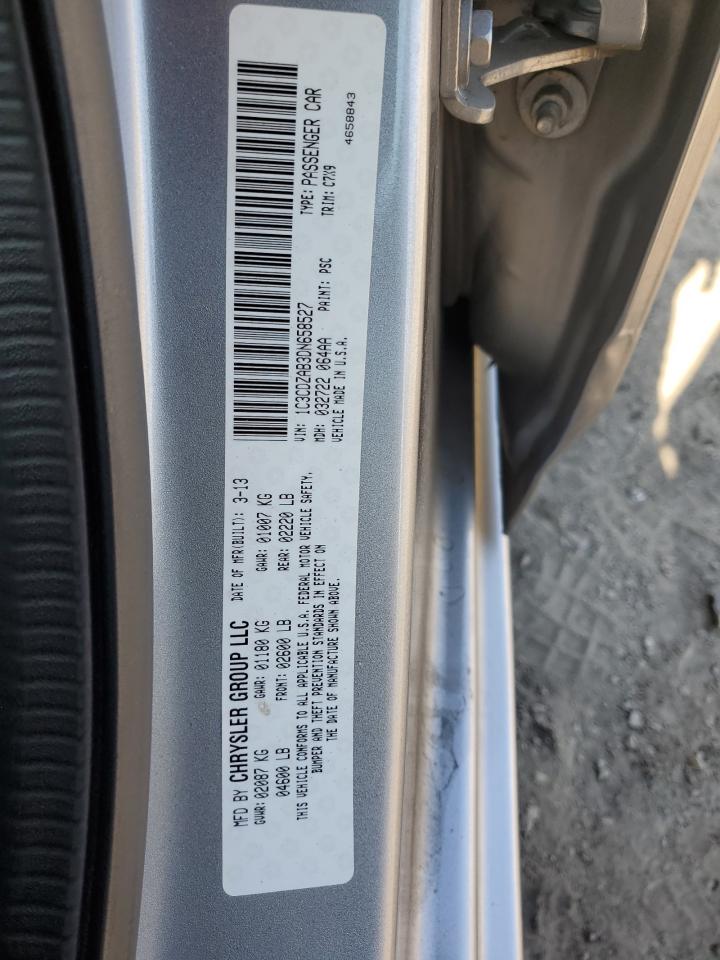 MFD BY CHRYSLER GROUP LLC DATE OF MFR(BUILT): 3-13
GVWR: 02087 KG GAWR: 01180 KG GAWR: 01007 KG
04600 LB FRONT: 02600 LB REAR: 02220 LB
THIS VEHICLE CONFORMS TO ALL APPLICABLE U.S.A. FEDERAL MOTOR VEHICLE SAFETY,
BUMPER AND THEFT PREVENTION STANDARDS IN EFFECT ON
THE DATE OF MANUFACTURE SHOWN ABOVE.
VIN: 1C3CDZAB3DN658527 TYPE: PASSENGER CAR
MDH: 032722 064AA PAINT: PSC TRIM: C7X9
VEHICLE MADE IN U.S.A.
4658843